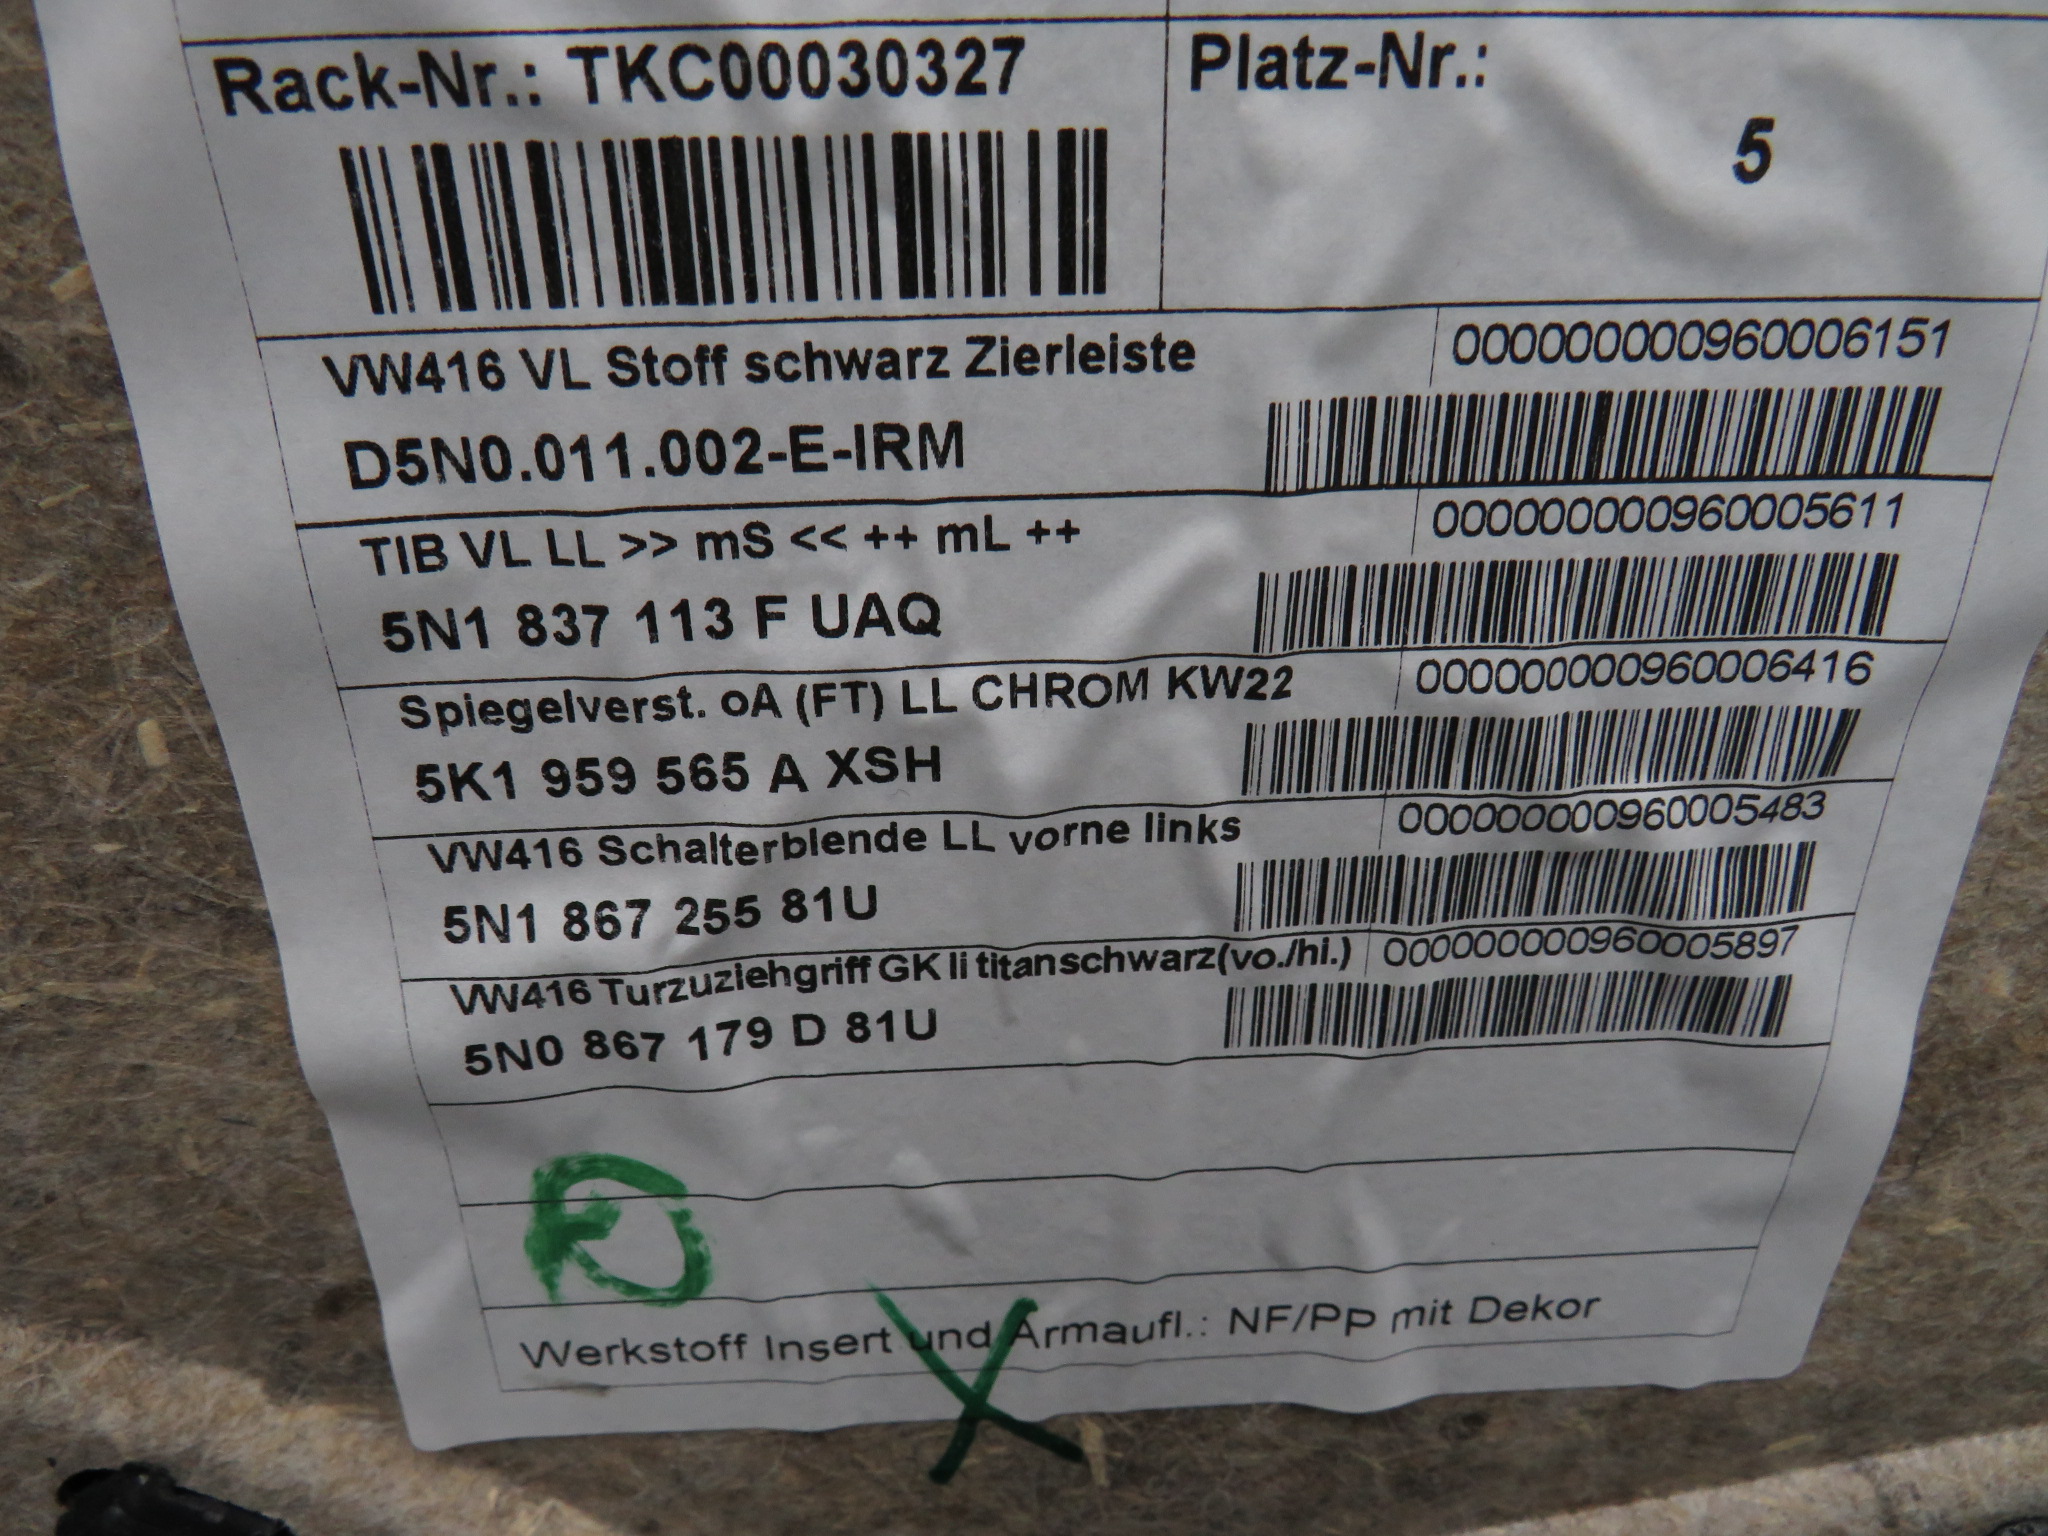 Rack-Nr.: TKC00030327
Platz-Nr.:
5
VW416 VL Stoff schwarz Zierleiste
000000000960006151
D5N0.011.002-E-IRM
TIB VL LL >> mS << ++ mL ++
000000000960005611
5N1 837 113 F UAQ
Spiegelverst. oA (FT) LL CHROM KW22
000000000960006416
5K1 959 565 A XSH
VW416 Schalterblende LL vorne links
000000000960005483
5N1 867 255 81U
VW416 Turzuziehgriff GK li titanschwarz(vo./hi.)
000000000960005897
5N0 867 179 D 81U
Werkstoff Insert und Armaufl.: NF/Pp mit Dekor